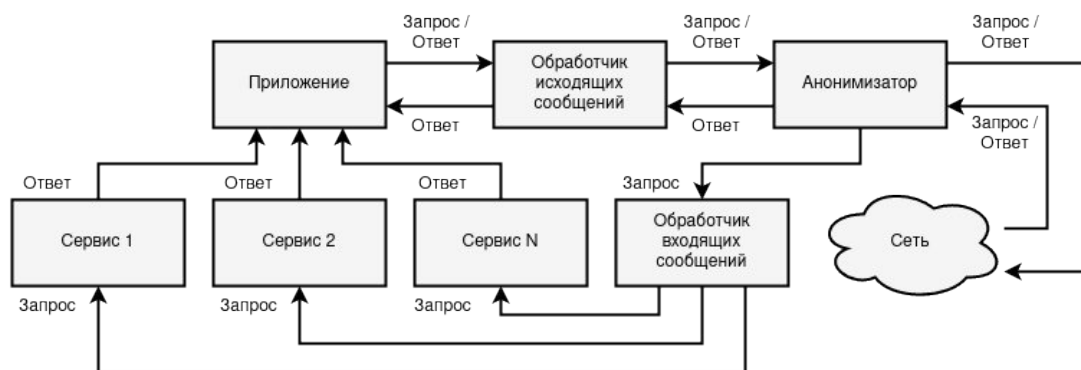 Запрос /
Ответ
Запрос /
Ответ
Запрос /
Ответ
Приложение
Обработчик
исходящих
сообщений
Анонимизатор
Ответ
Ответ
Запрос /
Ответ
Ответ
Ответ
Ответ
Запрос
Сервис 1
Сервис 2
Сервис N
Обработчик
входящих
сообщений
Сеть
Запрос
Запрос
Запрос